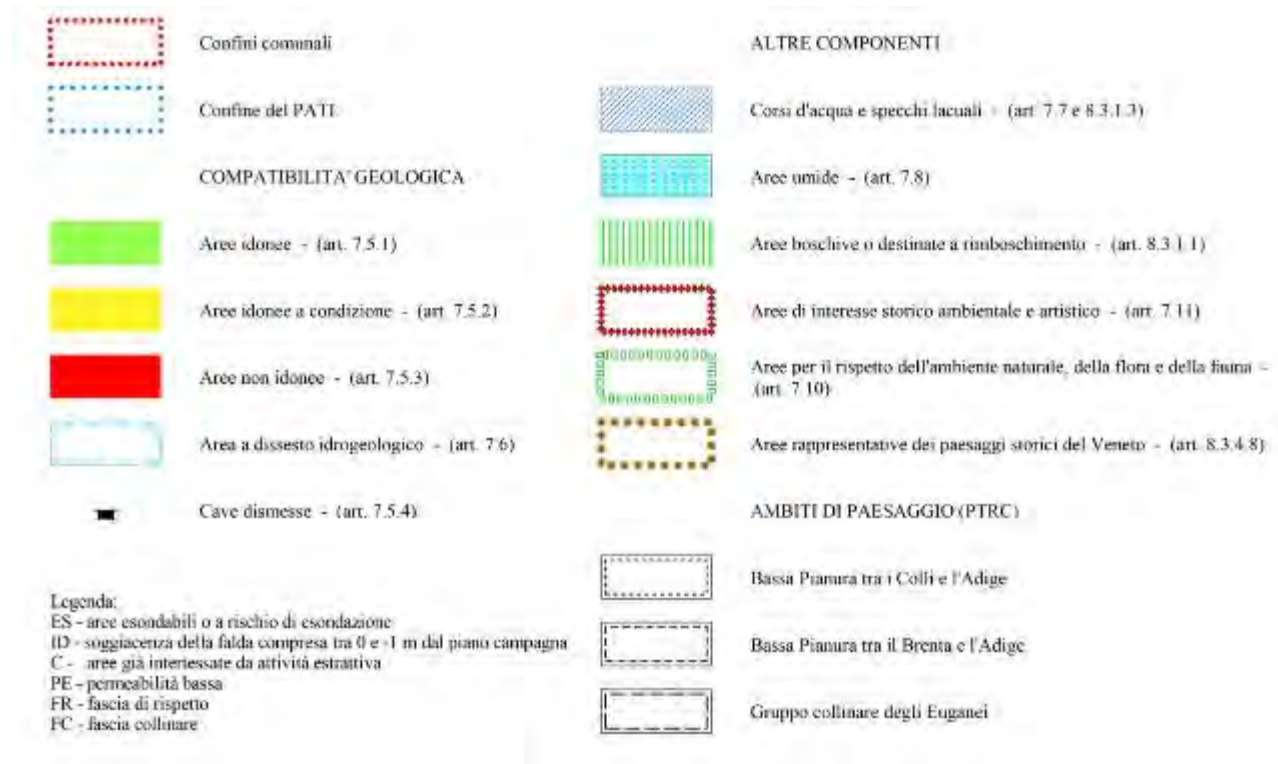 Confini comunali
Confine del PATI
COMPATIBILITA' GEOLOGICA
Aree idonee - (art. 7.5.1)
Aree idonee a condizione - (art. 7.5.2)
Aree non idonee - (art. 7.5.3)
Area a dissesto idrogeologico - (art. 7.6)
Cave dismesse - (art. 7.5.4)
Legenda:
ES - aree esondabili o a rischio di esondazione
ID - soggiacenza della falda compresa tra 0 e -1 m dal piano campagna
C - aree già interessate da attività estrattiva
PE - permeabilità bassa
FR - fascia di rispetto
FC - fascia collinare
ALTRE COMPONENTI
Corsi d'acqua e specchi lacuali - (art. 7.7 e 8.3.1.3)
Aree umide - (art. 7.8)
Aree boschive o destinate a rimboschimento - (art. 8.3.1.1)
Aree di interesse storico ambientale e artistico - (art. 7.11)
Aree per il rispetto dell'ambiente naturale, della flora e della fauna -
(art. 7.10)
Aree rappresentative dei paesaggi storici del Veneto - (art. 8.3.4.8)
AMBITI DI PAESAGGIO (PTRC)
Bassa Pianura tra i Colli e l'Adige
Bassa Pianura tra il Brenta e l'Adige
Gruppo collinare degli Euganei